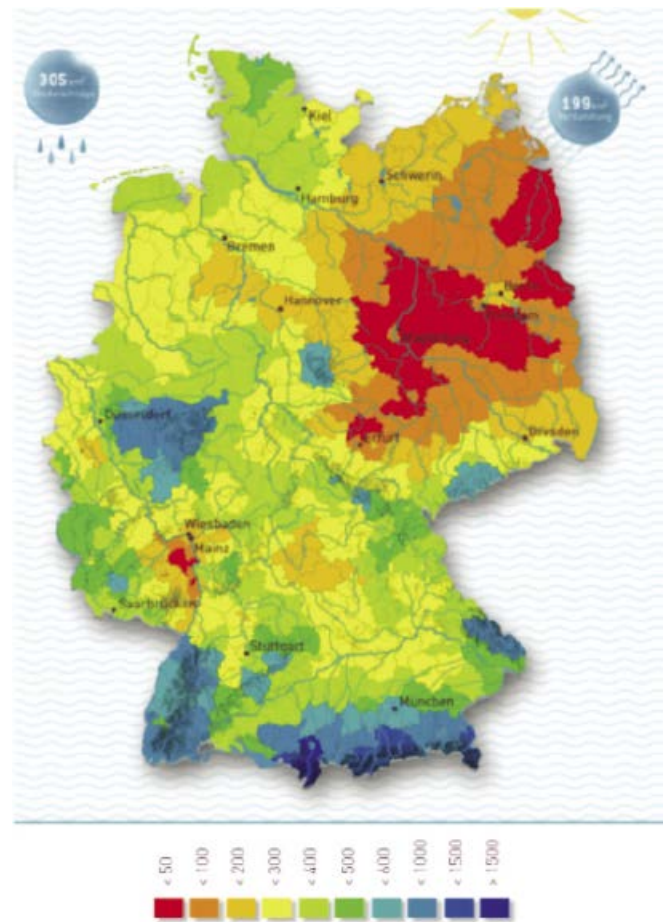 305
199
Kiel
Schwerin
Hamburg
Bremen
Hannover
Düsseldorf
Erfurt
Dresden
Wiesbaden
Mainz
Saarbrücken
Stuttgart
München
< 50
< 100
< 200
< 300
< 400
< 500
< 600
< 1000
< 1500
> 1500